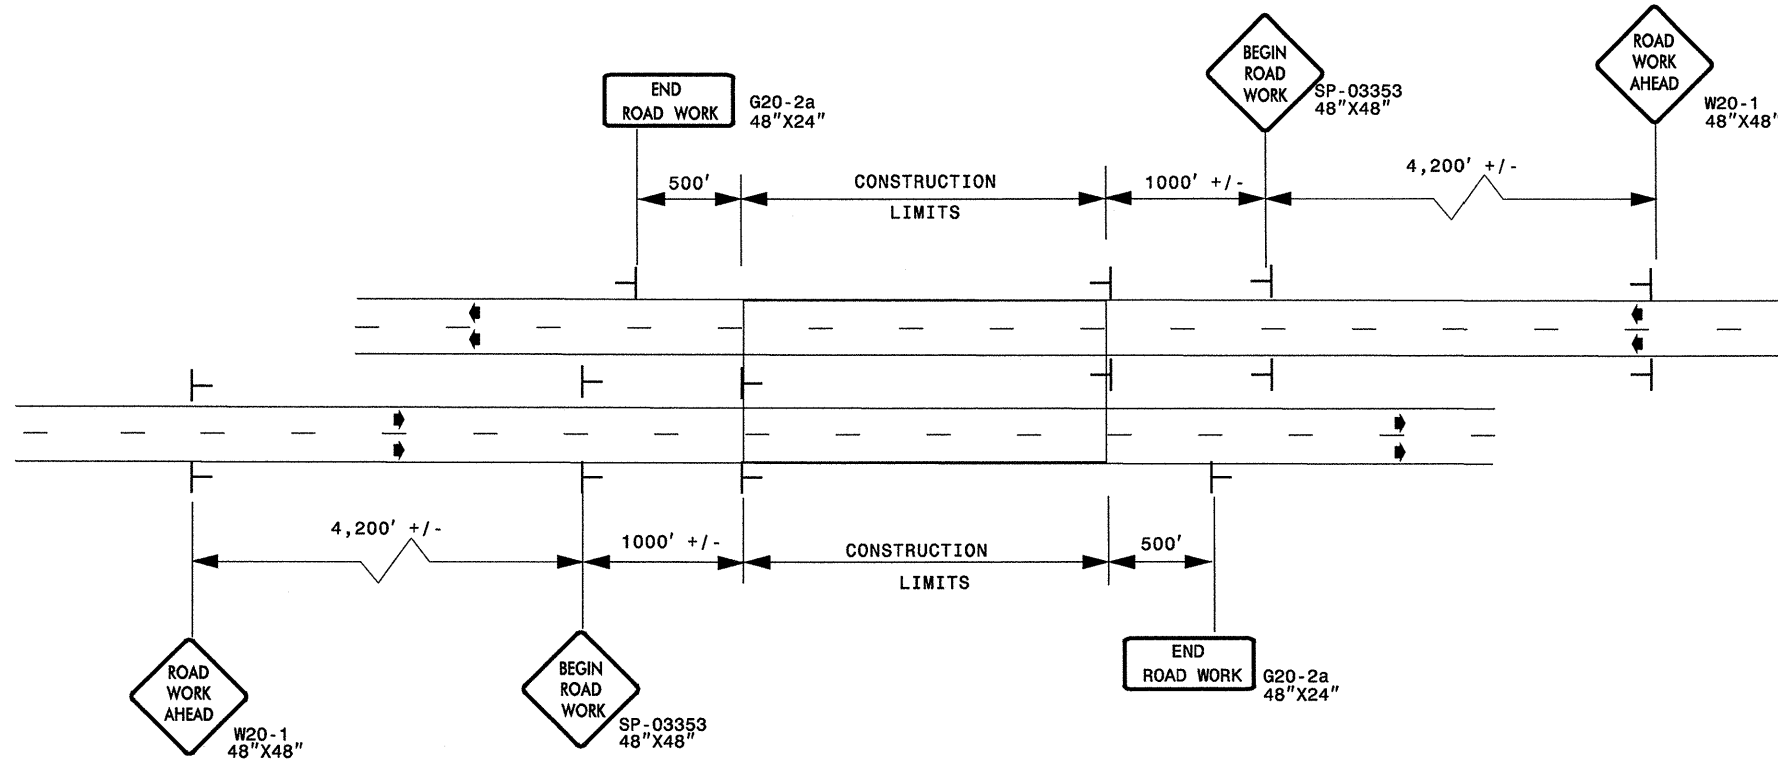 BEGIN
ROAD
WORK
SP-03353
48"X48"
ROAD
WORK
AHEAD
W20-1
48"X48"
END
ROAD WORK
G20-2a
48"X24"
500'
CONSTRUCTION
LIMITS
1000' +/-
4,200' +/-
4,200' +/-
1000' +/-
CONSTRUCTION
LIMITS
500'
ROAD
WORK
AHEAD
W20-1
48"X48"
BEGIN
ROAD
WORK
SP-03353
48"X48"
END
ROAD WORK
G20-2a
48"X24"